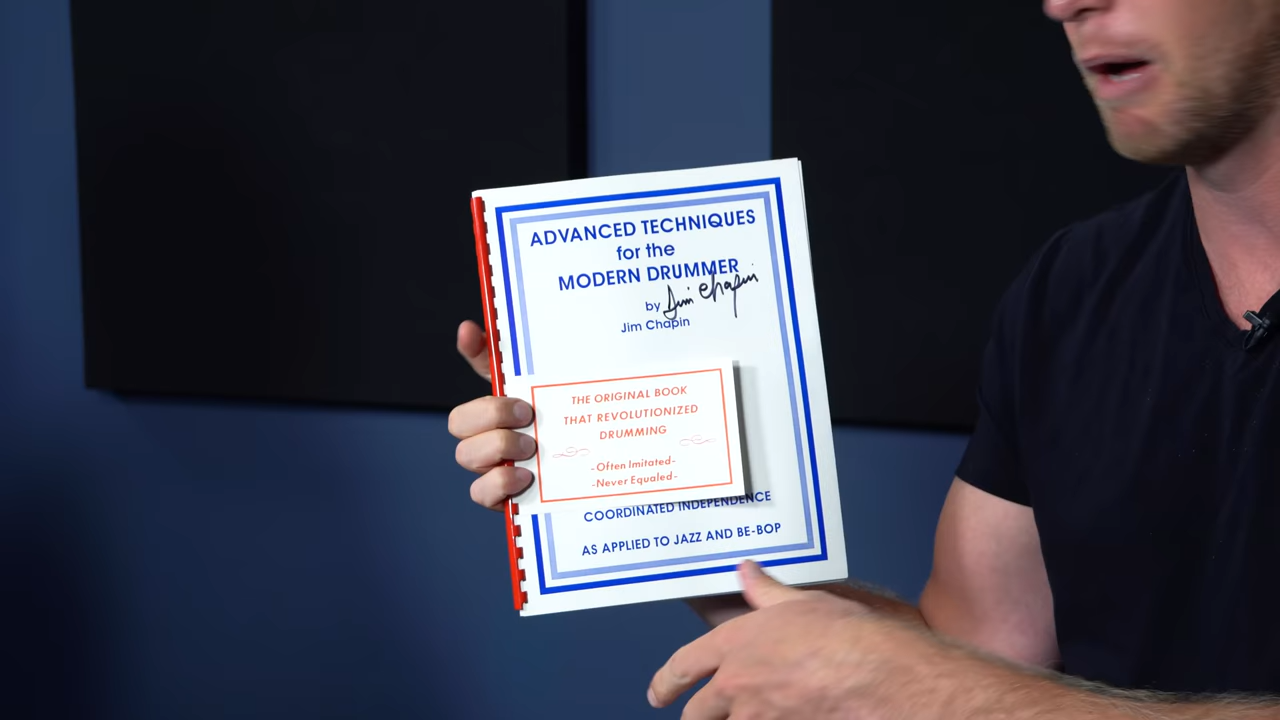 ADVANCED TECHNIQUES
for the
MODERN DRUMMER
by Jim Chapin
Jim Chapin
THE ORIGINAL BOOK
THAT REVOLUTIONIZED
DRUMMING
-Often Imitated-
-Never Equaled-
COORDINATED INDEPENDENCE
AS APPLIED TO JAZZ AND BE-BOP